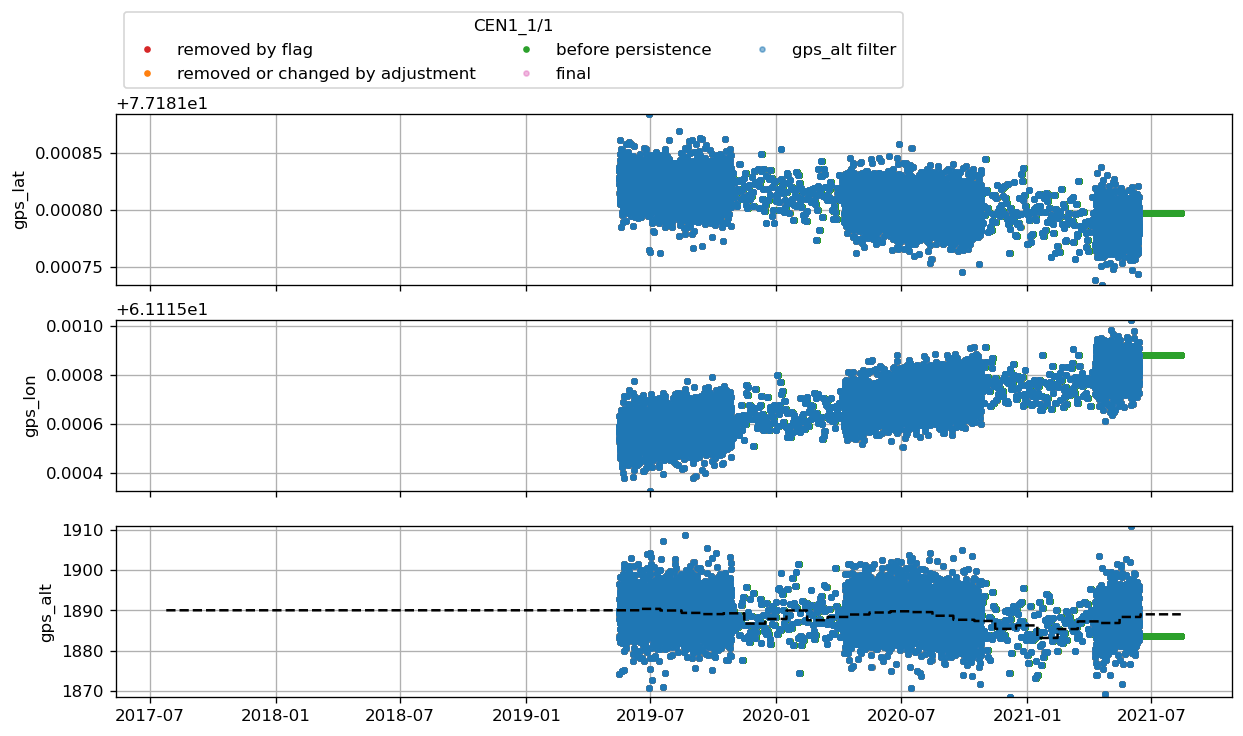 CEN1_1/1
removed by flag before persistence gps_alt filter
removed or changed by adjustment final
+7.7181e1
0.00085
0.00080
0.00075
gps_lat
+6.1115e1
0.0010
0.0008
0.0006
0.0004
gps_lon
1910
1900
1890
1880
1870
gps_alt
2017-07 2018-01 2018-07 2019-01 2019-07 2020-01 2020-07 2021-01 2021-07